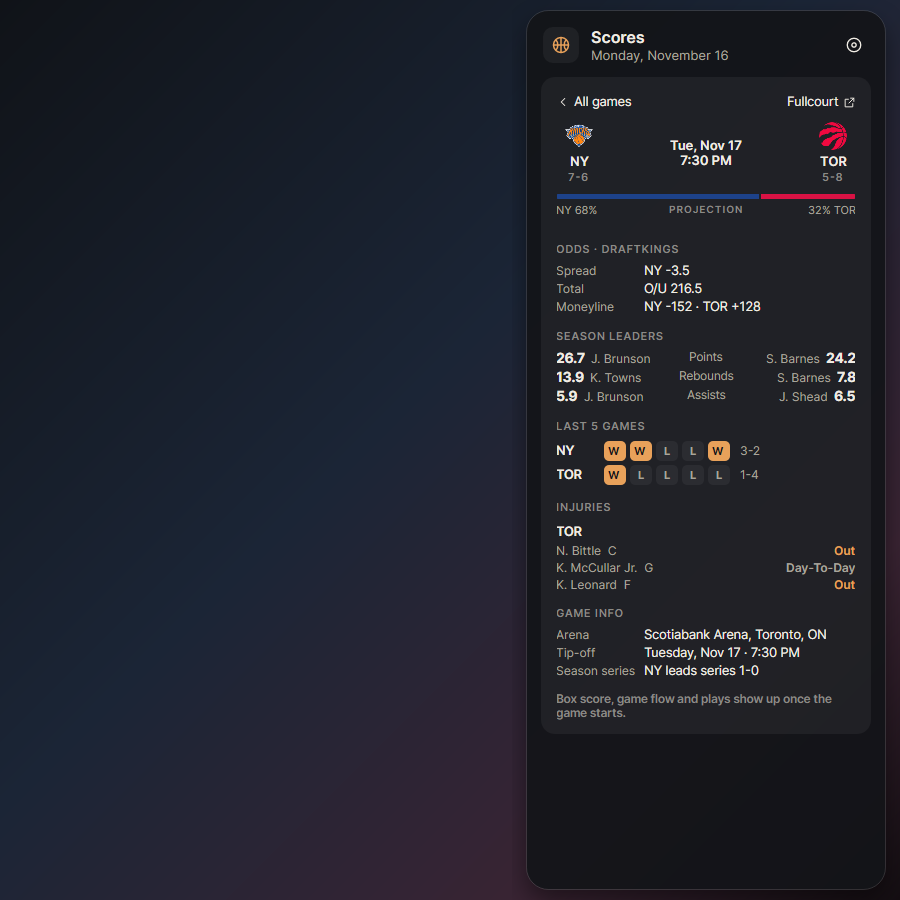 Scores
Monday, November 16
All games
Fullcourt
NY
7-6
Tue, Nov 17
7:30 PM
TOR
5-8
NY 68%
PROJECTION
32% TOR
ODDS · DRAFTKINGS
Spread NY -3.5
Total O/U 216.5
Moneyline NY -152 · TOR +128
SEASON LEADERS
26.7 J. Brunson Points S. Barnes 24.2
13.9 K. Towns Rebounds S. Barnes 7.8
5.9 J. Brunson Assists J. Shead 6.5
LAST 5 GAMES
NY W W L L W 3-2
TOR W L L L L 1-4
INJURIES
TOR
N. Bittle C Out
K. McCullar Jr. G Day-To-Day
K. Leonard F Out
GAME INFO
Arena Scotiabank Arena, Toronto, ON
Tip-off Tuesday, Nov 17 · 7:30 PM
Season series NY leads series 1-0
Box score, game flow and plays show up once the
game starts.